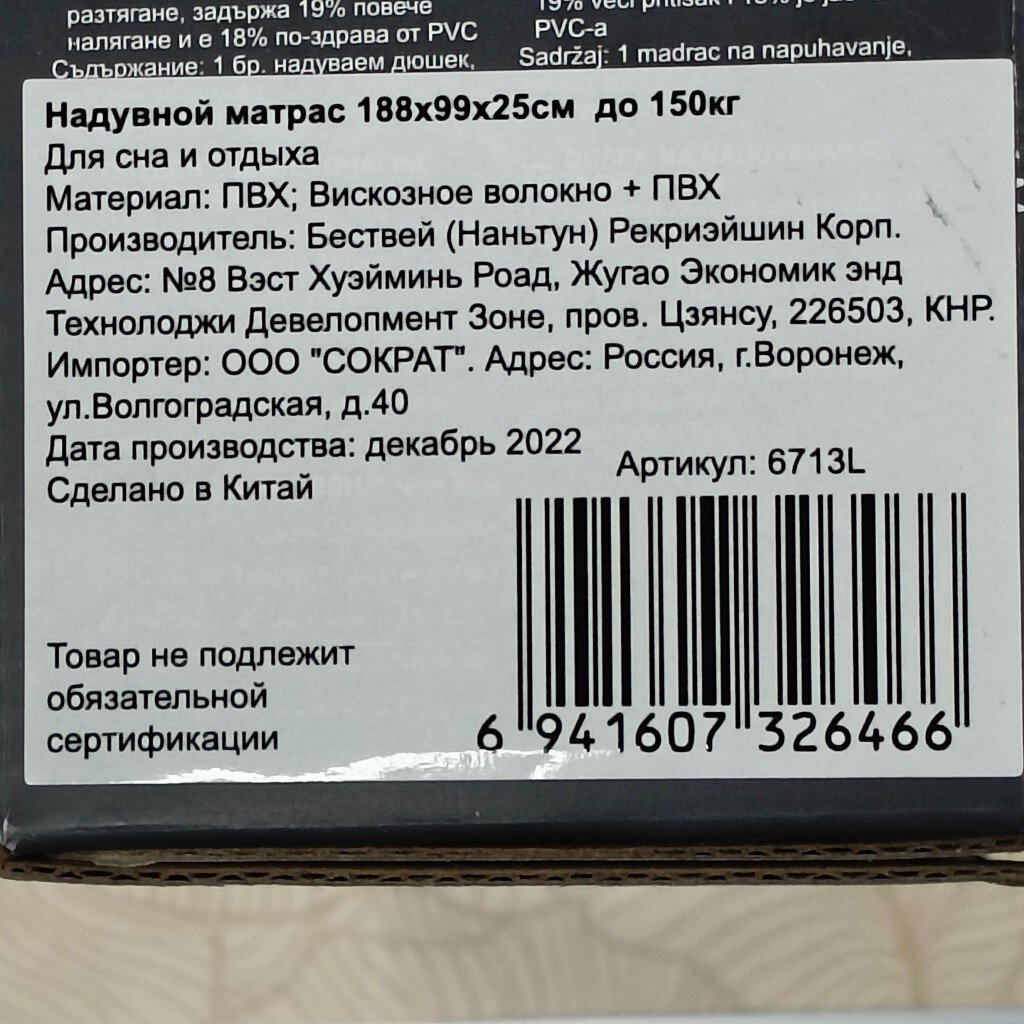 разтягане, задържа 19% повече
налягане и е 18% по-здрава от PVC
Съдържание: 1 бр. надуваем дюшек,
PVC-a
Sadržaj: 1 madrac na napuhavanje,
Надувной матрас 188х99х25см до 150кг
Для сна и отдыха
Материал: ПВХ; Вискозное волокно + ПВХ
Производитель: Бествей (Наньтун) Рекриэйшин Корп.
Адрес: №8 Вэст Хуэйминь Роад, Жугао Экономик энд
Технолоджи Девелопмент Зоне, пров. Цзянсу, 226503, КНР.
Импортер: ООО "СОКРАТ". Адрес: Россия, г.Воронеж,
ул.Волгоградская, д.40
Дата производства: декабрь 2022
Сделано в Китай
Артикул: 6713L
Товар не подлежит
обязательной
сертификации
6 941607 326466